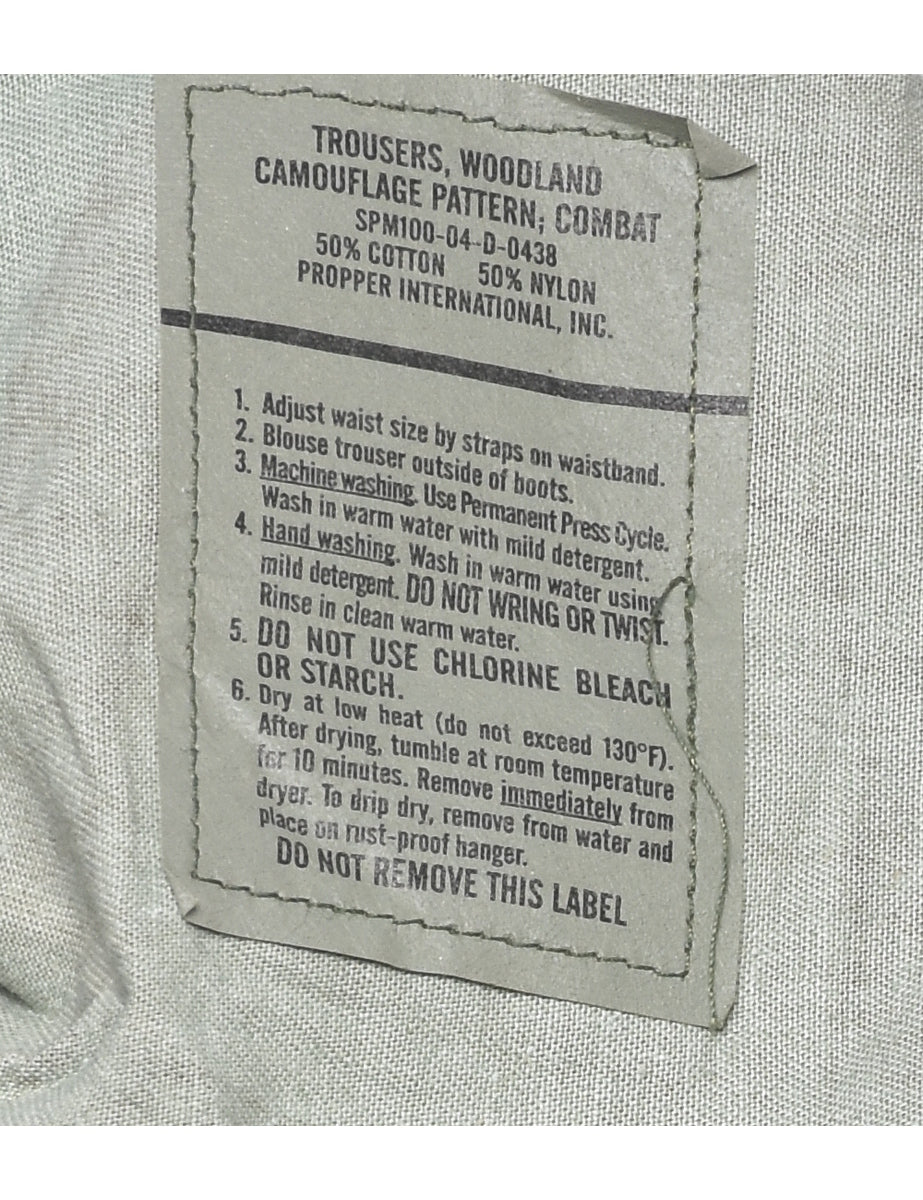 TROUSERS, WOODLAND
CAMOUFLAGE PATTERN; COMBAT
SPM100-04-D-0438
50% COTTON 50% NYLON
PROPPER INTERNATIONAL, INC.
1. Adjust waist size by straps on waistband.
2. Blouse trouser outside of boots.
3. Machine washing. Use Permanent Press Cycle.
Wash in warm water with mild detergent.
4. Hand washing. Wash in warm water using
mild detergent. DO NOT WRING OR TWIST.
Rinse in clean warm water.
5. DO NOT USE CHLORINE BLEACH
OR STARCH.
6. Dry at low heat (do not exceed 130°F).
After drying, tumble at room temperature
for 10 minutes. Remove immediately from
dryer. To drip dry, remove from water and
place on rust-proof hanger.
DO NOT REMOVE THIS LABEL